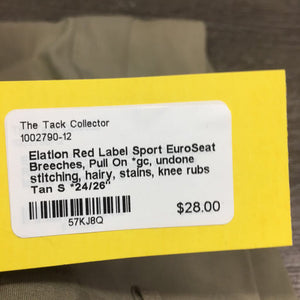 The Tack Collector
1002790-12
Elation Red Label Sport EuroSeat
Breeches, Pull On *gc, undone
stitching, hairy, stains, knee rubs
Tan S *24/26"
57KJ8Q
$28.00